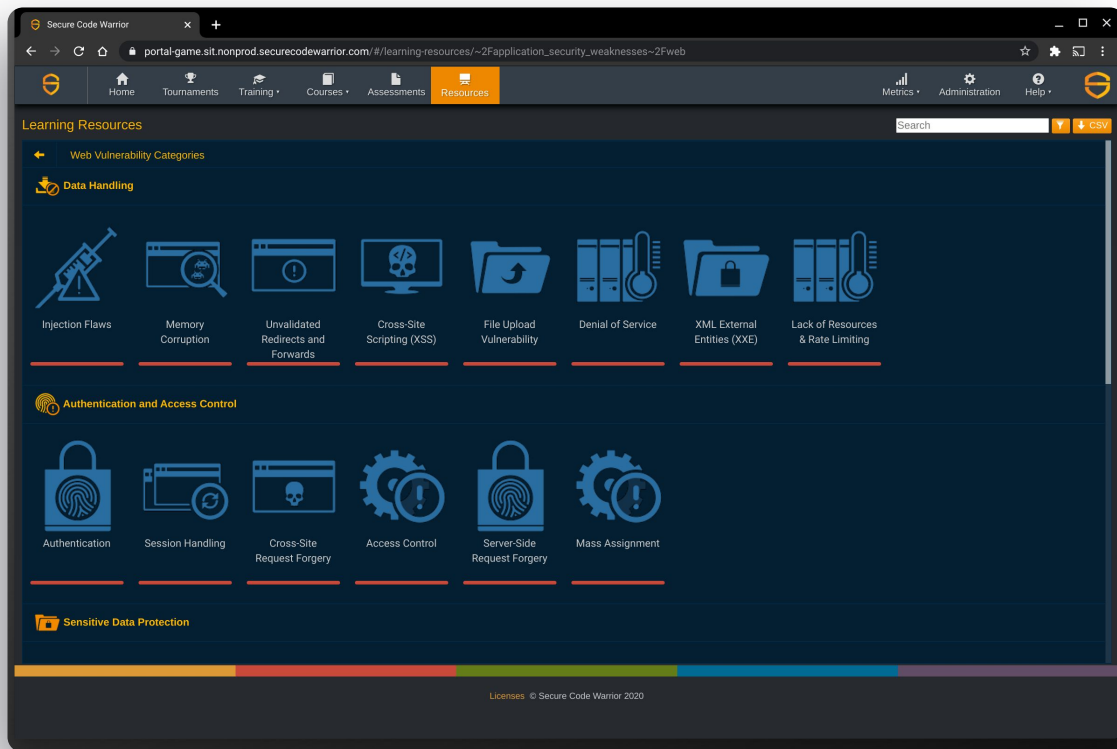 Secure Code Warrior
portal-game.sit.nonprod.securecodewarrior.com/#/learning-resources/~2Fapplication_security_weaknesses~2Fweb
Home Tournaments Training Courses Assessments Resources Metrics Administration Help
Learning Resources Search CSV
Web Vulnerability Categories
Data Handling
Injection Flaws
Memory
Corruption
Unvalidated
Redirects and
Forwards
Cross-Site
Scripting (XSS)
File Upload
Vulnerability
Denial of Service
XML External
Entities (XXE)
Lack of Resources
& Rate Limiting
Authentication and Access Control
Authentication
Session Handling
Cross-Site
Request Forgery
Access Control
Server-Side
Request Forgery
Mass Assignment
Sensitive Data Protection
Licenses © Secure Code Warrior 2020